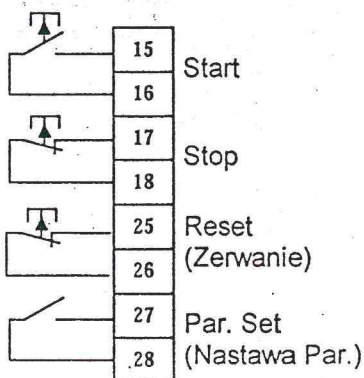 15
Start
16
17
Stop
18
25
Reset
(Zerwanie)
26
27
Par. Set
(Nastawa Par.)
28